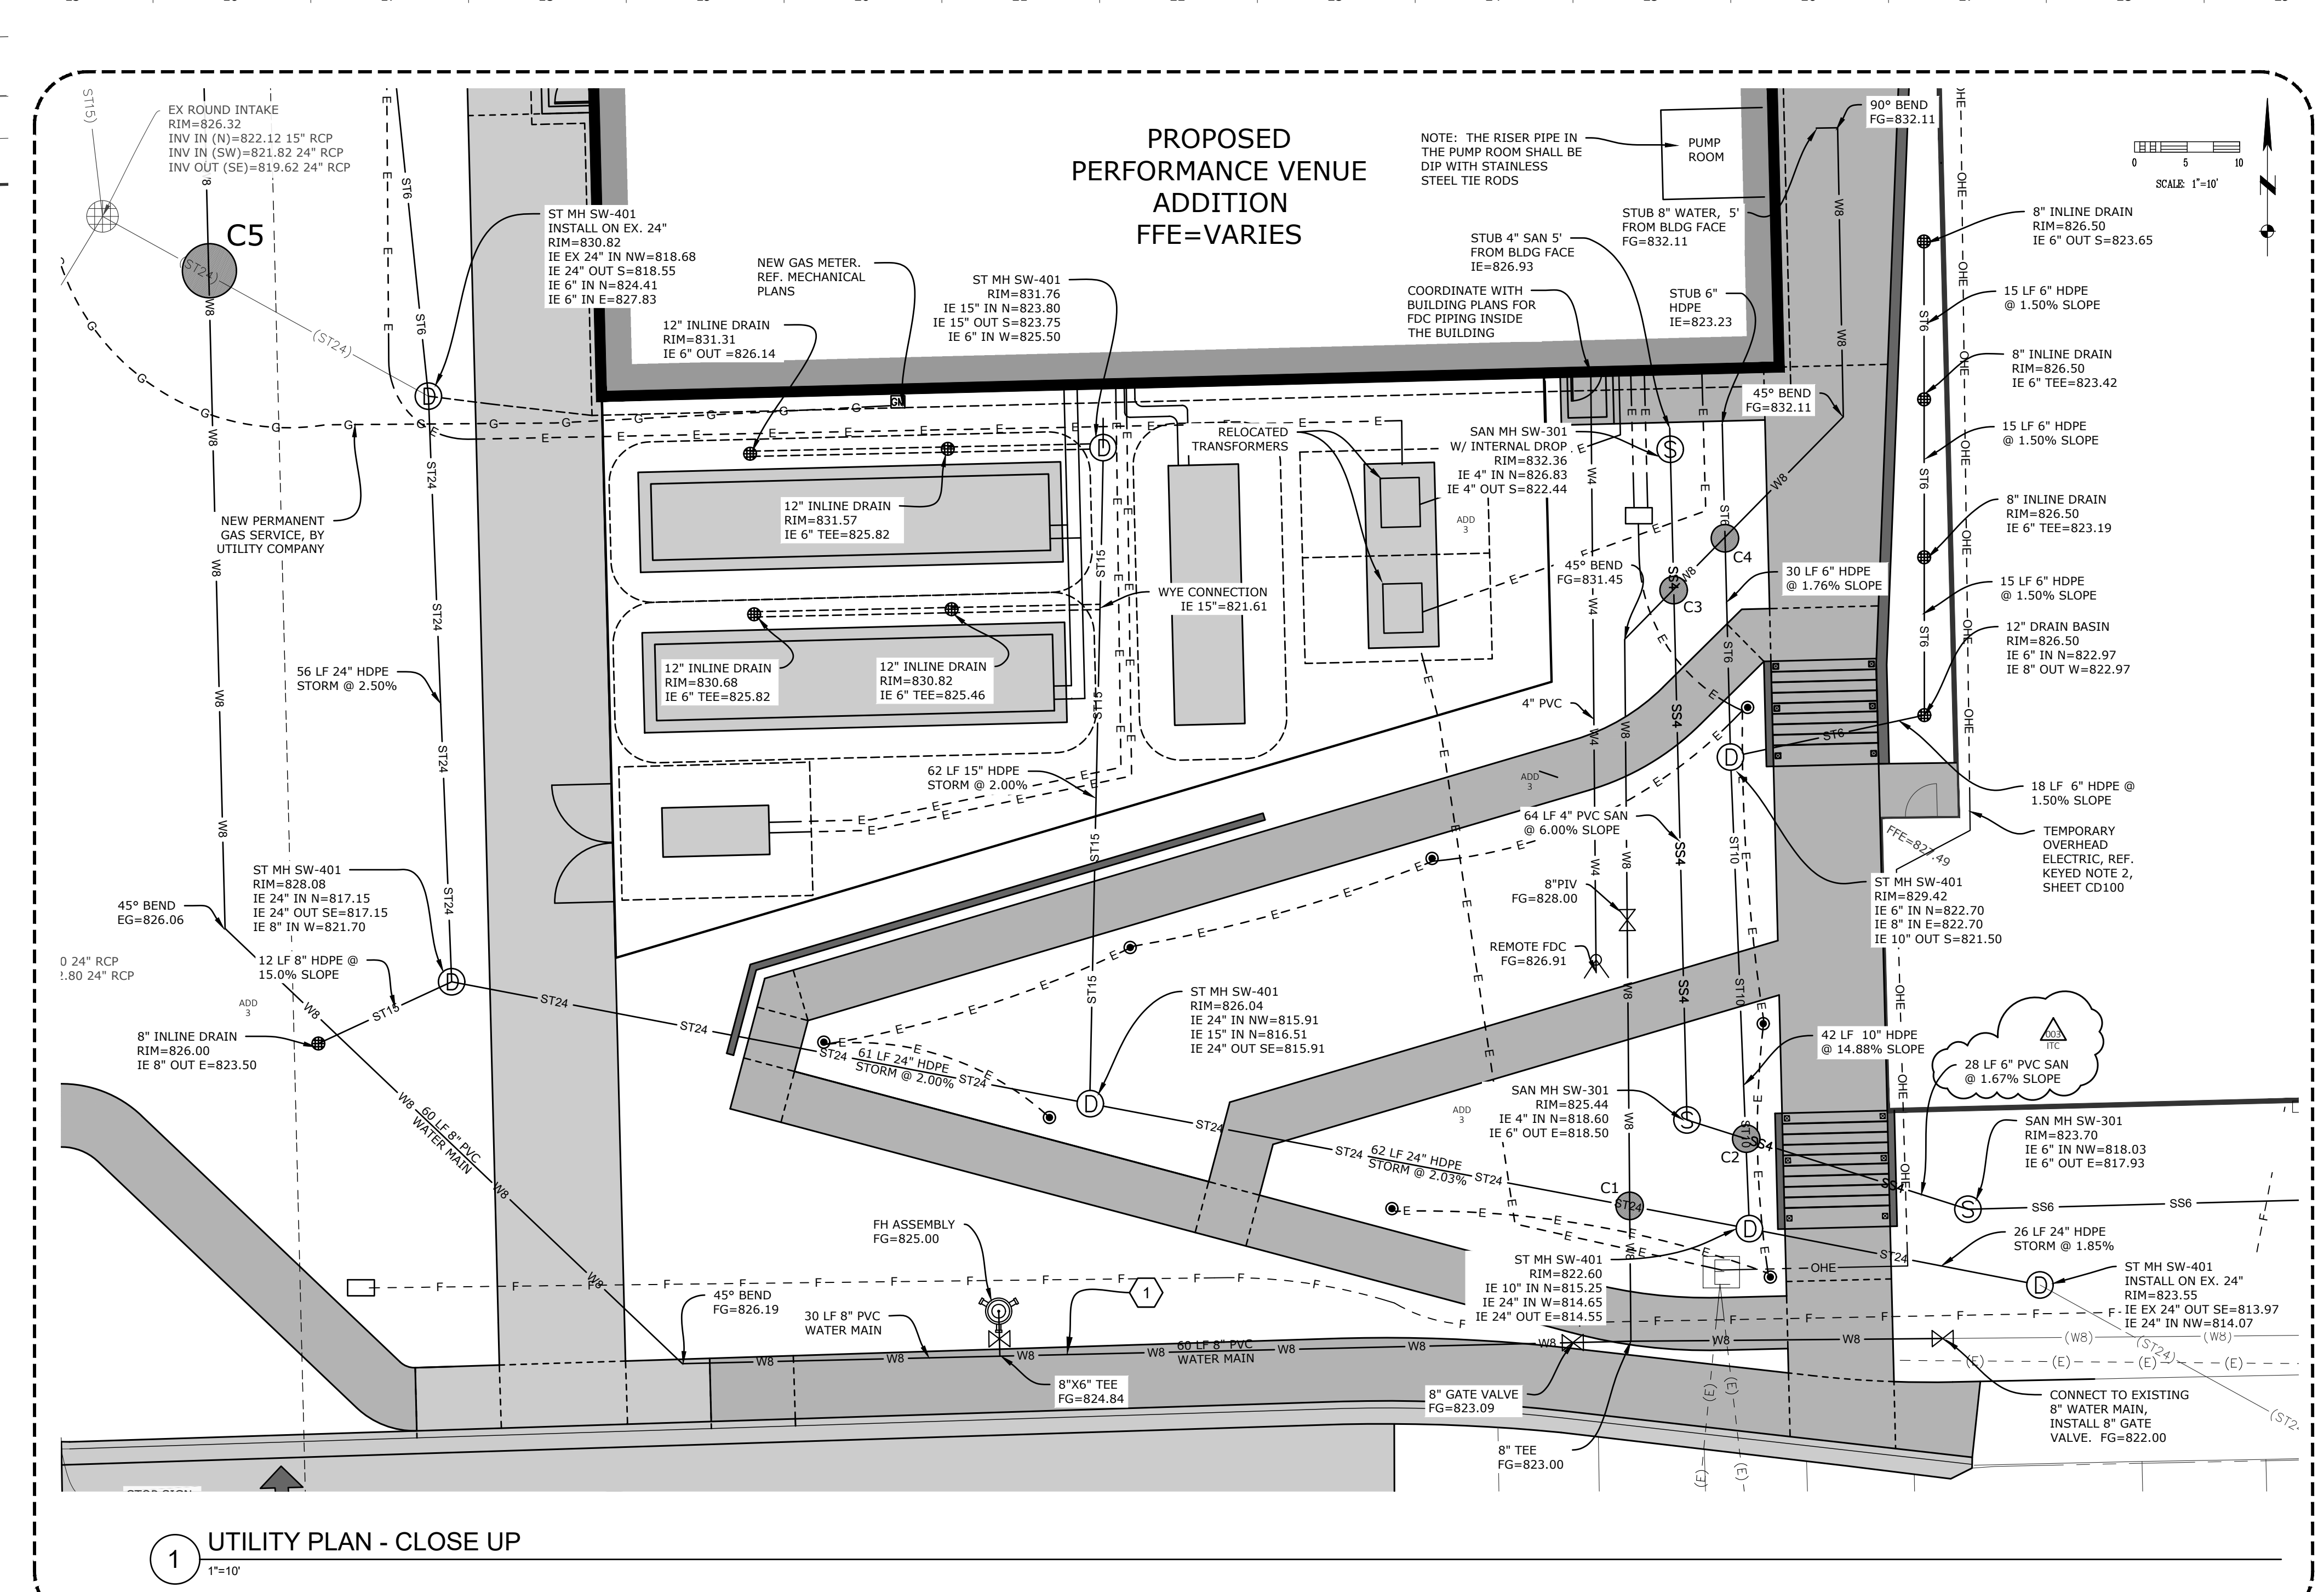 EX ROUND INTAKE
RIM=826.32
INV IN (N)=822.12 15" RCP
INV IN (SW)=821.82 24" RCP
INV OUT (SE)=819.62 24" RCP
ST15)
C5
(ST24)
(ST24)
ST MH SW-401
INSTALL ON EX. 24"
RIM=830.82
IE EX 24" IN NW=818.68
IE 24" OUT S=818.55
IE 6" IN N=824.41
IE 6" IN E=827.83
PROPOSED
PERFORMANCE VENUE
ADDITION
FFE=VARIES
NEW GAS METER.
REF. MECHANICAL
PLANS
12" INLINE DRAIN
RIM=831.31
IE 6" OUT =826.14
ST MH SW-401
RIM=831.76
IE 15" IN N=823.80
IE 15" OUT S=823.75
IE 6" IN W=825.50
NOTE: THE RISER PIPE IN
THE PUMP ROOM SHALL BE
DIP WITH STAINLESS
STEEL TIE RODS
PUMP
ROOM
90° BEND
FG=832.11
0 5 10
SCALE: 1"=10'
N
STUB 8" WATER, 5'
FROM BLDG FACE
FG=832.11
STUB 4" SAN 5'
FROM BLDG FACE
IE=826.93
COORDINATE WITH
BUILDING PLANS FOR
FDC PIPING INSIDE
THE BUILDING
STUB 6"
HDPE
IE=823.23
8" INLINE DRAIN
RIM=826.50
IE 6" OUT S=823.65
15 LF 6" HDPE
@ 1.50% SLOPE
8" INLINE DRAIN
RIM=826.50
IE 6" TEE=823.42
15 LF 6" HDPE
@ 1.50% SLOPE
8" INLINE DRAIN
RIM=826.50
IE 6" TEE=823.19
15 LF 6" HDPE
@ 1.50% SLOPE
12" DRAIN BASIN
RIM=826.50
IE 6" IN N=822.97
IE 8" OUT W=822.97
45° BEND
FG=832.11
GM
RELOCATED
TRANSFORMERS
SAN MH SW-301
W/ INTERNAL DROP
RIM=832.36
IE 4" IN N=826.83
IE 4" OUT S=822.44
ADD
3
NEW PERMANENT
GAS SERVICE, BY
UTILITY COMPANY
12" INLINE DRAIN
RIM=831.57
IE 6" TEE=825.82
45° BEND
FG=831.45
C4
C3
30 LF 6" HDPE
@ 1.76% SLOPE
WYE CONNECTION
IE 15"=821.61
56 LF 24" HDPE
STORM @ 2.50%
12" INLINE DRAIN
RIM=830.68
IE 6" TEE=825.82
12" INLINE DRAIN
RIM=830.82
IE 6" TEE=825.46
4" PVC
62 LF 15" HDPE
STORM @ 2.00%
ADD
3
64 LF 4" PVC SAN
@ 6.00% SLOPE
18 LF 6" HDPE @
1.50% SLOPE
FFE=827.49
TEMPORARY
OVERHEAD
ELECTRIC, REF.
KEYED NOTE 2,
SHEET CD100
ST MH SW-401
RIM=828.08
IE 24" IN N=817.15
IE 24" OUT SE=817.15
IE 8" IN W=821.70
45° BEND
EG=826.06
8"PIV
FG=828.00
ST MH SW-401
RIM=829.42
IE 6" IN N=822.70
IE 8" IN E=822.70
IE 10" OUT S=821.50
REMOTE FDC
FG=826.91
0 24" RCP
2.80 24" RCP
12 LF 8" HDPE @
15.0% SLOPE
ADD
3
8" INLINE DRAIN
RIM=826.00
IE 8" OUT E=823.50
ST MH SW-401
RIM=826.04
IE 24" IN NW=815.91
IE 15" IN N=816.51
IE 24" OUT SE=815.91
61 LF 24" HDPE
STORM @ 2.00%
42 LF 10" HDPE
@ 14.88% SLOPE
003
ITC
28 LF 6" PVC SAN
@ 1.67% SLOPE
SAN MH SW-301
RIM=825.44
IE 4" IN N=818.60
IE 6" OUT E=818.50
ADD
3
60 LF 8" PVC
WATER MAIN
SAN MH SW-301
RIM=823.70
IE 6" IN NW=818.03
IE 6" OUT E=817.93
C2
62 LF 24" HDPE
STORM @ 2.03%
C1
FH ASSEMBLY
FG=825.00
26 LF 24" HDPE
STORM @ 1.85%
ST MH SW-401
RIM=822.60
IE 10" IN N=815.25
IE 24" IN W=814.65
IE 24" OUT E=814.55
ST MH SW-401
INSTALL ON EX. 24"
RIM=823.55
IE EX 24" OUT SE=813.97
IE 24" IN NW=814.07
45° BEND
FG=826.19
30 LF 8" PVC
WATER MAIN
1
60 LF 8" PVC
WATER MAIN
8"X6" TEE
FG=824.84
8" GATE VALVE
FG=823.09
CONNECT TO EXISTING
8" WATER MAIN,
INSTALL 8" GATE
VALVE. FG=822.00
8" TEE
FG=823.00
1
UTILITY PLAN - CLOSE UP
1"=10'